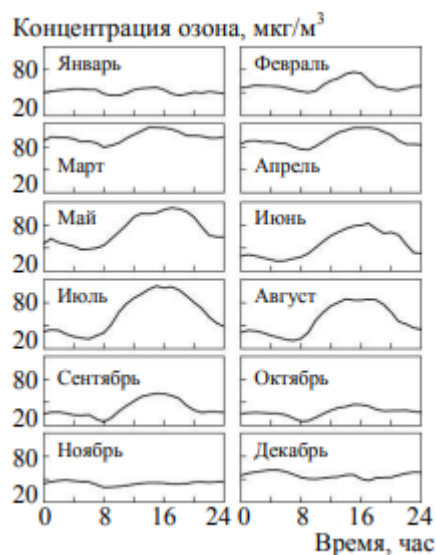 Концентрация озона, мкг/м³
80 Январь Февраль
20
80
20 Март Апрель
80 Май Июнь
20
80 Июль Август
20
80 Сентябрь Октябрь
20
80 Ноябрь Декабрь
20
0 8 16 24 0 8 16 24
Время, час